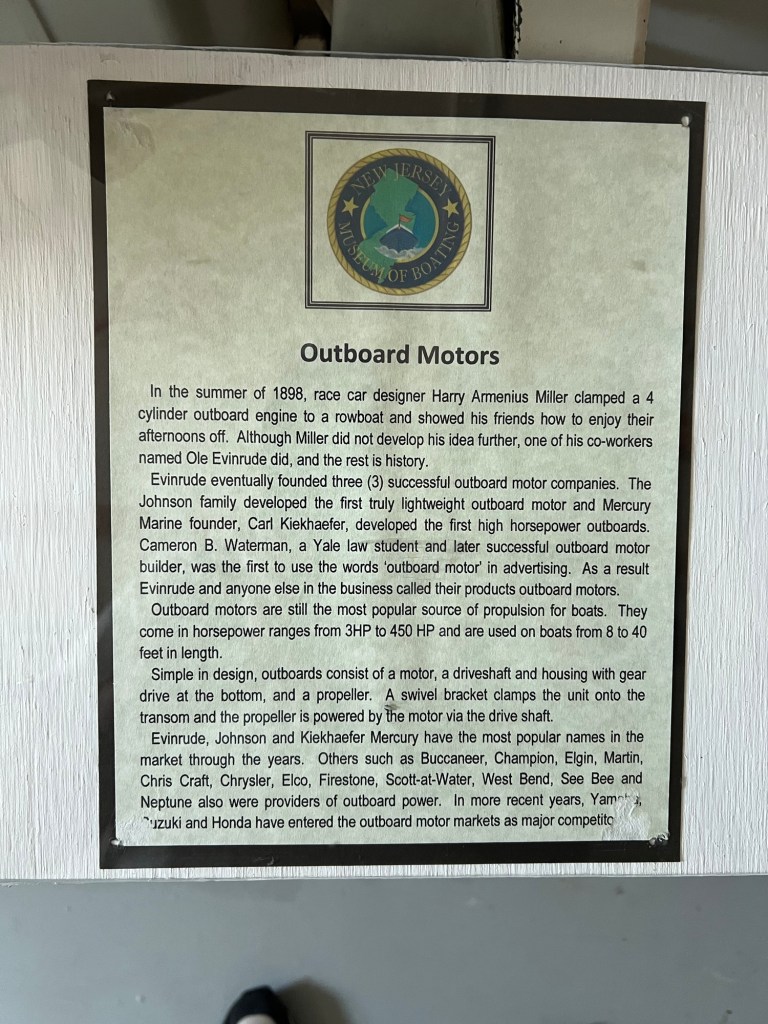 NEW JERSEY
MUSEUM OF BOATING
Outboard Motors
In the summer of 1898, race car designer Harry Armenius Miller clamped a 4
cylinder outboard engine to a rowboat and showed his friends how to enjoy their
afternoons off. Although Miller did not develop his idea further, one of his co-workers
named Ole Evinrude did, and the rest is history.
Evinrude eventually founded three (3) successful outboard motor companies. The
Johnson family developed the first truly lightweight outboard motor and Mercury
Marine founder, Carl Kiekhaefer, developed the first high horsepower outboards.
Cameron B. Waterman, a Yale law student and later successful outboard motor
builder, was the first to use the words ‘outboard motor’ in advertising. As a result
Evinrude and anyone else in the business called their products outboard motors.
Outboard motors are still the most popular source of propulsion for boats. They
come in horsepower ranges from 3HP to 450 HP and are used on boats from 8 to 40
feet in length.
Simple in design, outboards consist of a motor, a driveshaft and housing with gear
drive at the bottom, and a propeller. A swivel bracket clamps the unit onto the
transom and the propeller is powered by the motor via the drive shaft.
Evinrude, Johnson and Kiekhaefer Mercury have the most popular names in the
market through the years. Others such as Buccaneer, Champion, Elgin, Martin,
Chris Craft, Chrysler, Elco, Firestone, Scott-at-Water, West Bend, See Bee and
Neptune also were providers of outboard power. In more recent years, Yamaha,
Suzuki and Honda have entered the outboard motor markets as major competito